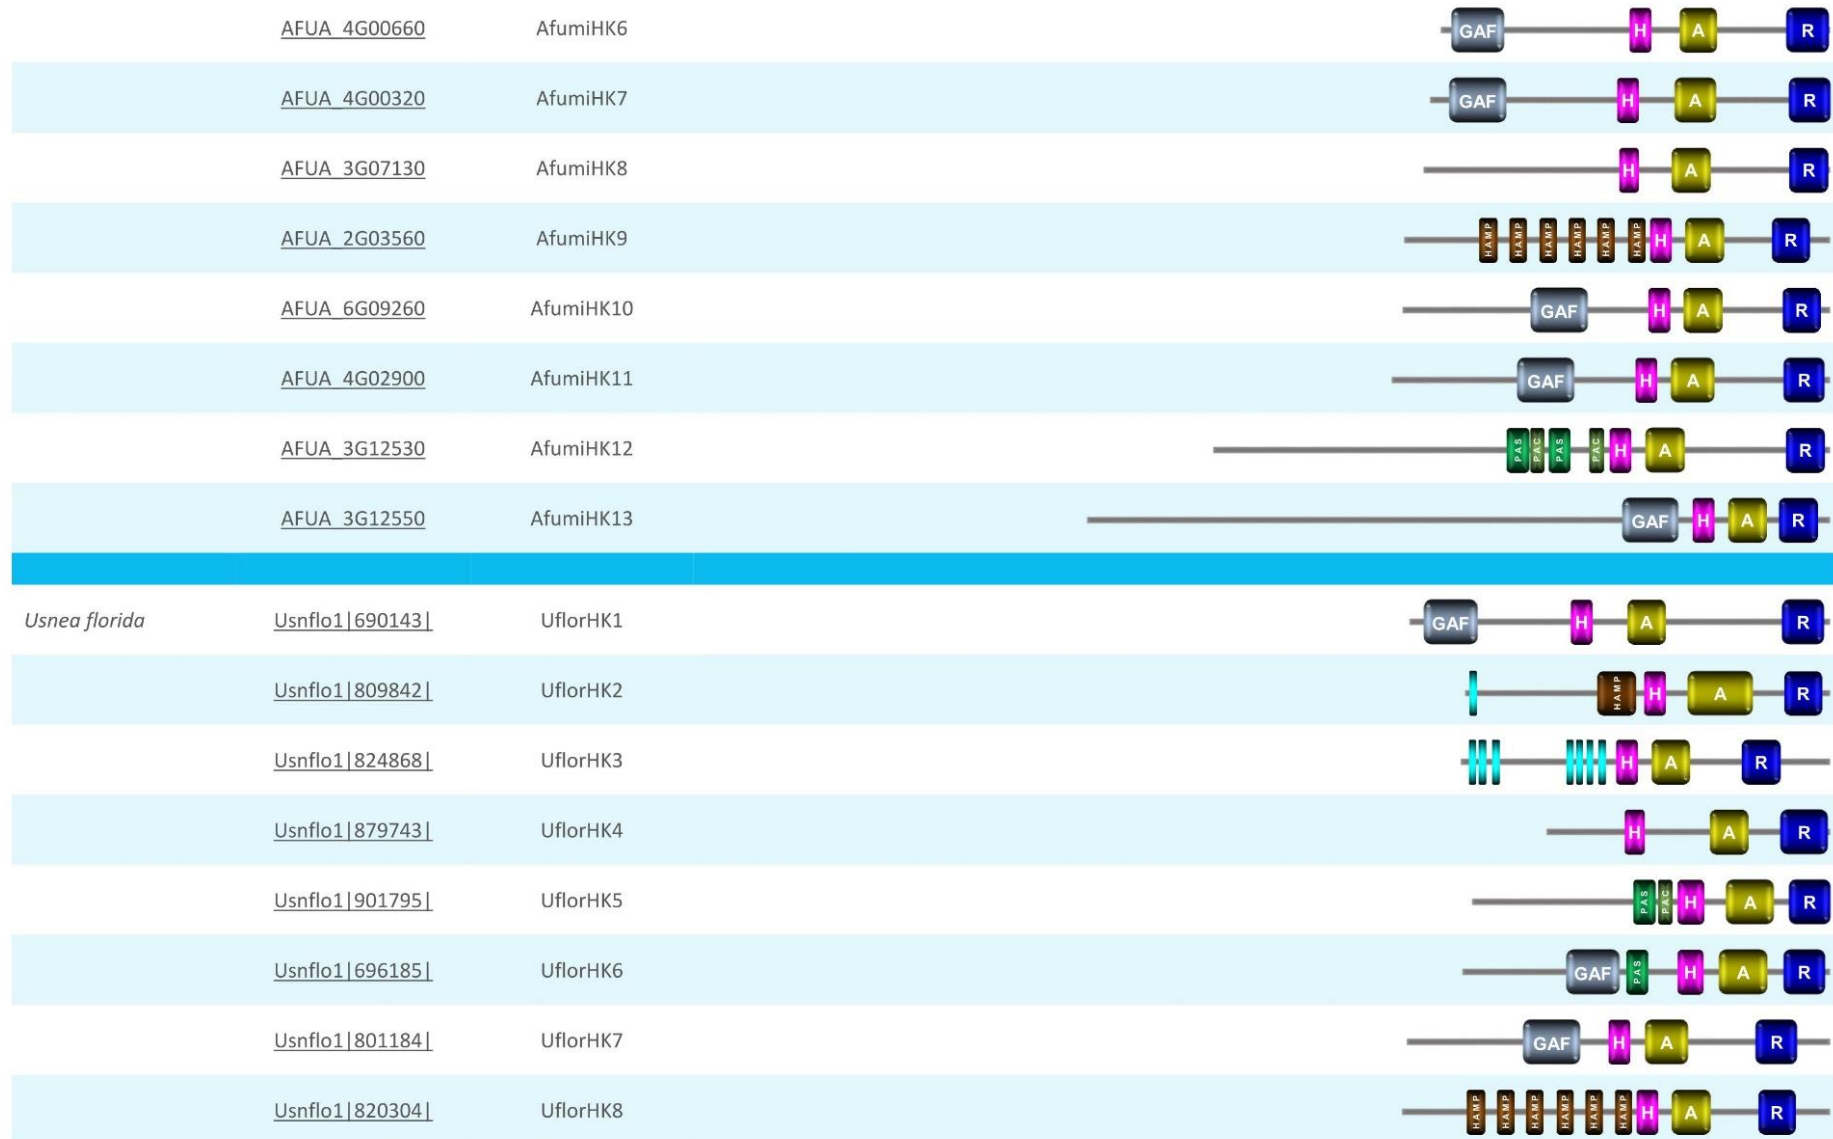 AFUA_4G00660 AfumiHK6 GAF H A R
AFUA_4G00320 AfumiHK7 GAF H A R
AFUA_3G07130 AfumiHK8 H A R
AFUA_2G03560 AfumiHK9 HAMP HAMP HAMP HAMP HAMP HAMP H A R
AFUA_6G09260 AfumiHK10 GAF H A R
AFUA_4G02900 AfumiHK11 GAF H A R
AFUA_3G12530 AfumiHK12 PAS PAC PAS PAC H A R
AFUA_3G12550 AfumiHK13 GAF H A R
Usnea florida Usnflo1|690143| UflorHK1 GAF H A R
Usnflo1|809842| UflorHK2 HAMP H A R
Usnflo1|824868| UflorHK3 H A R
Usnflo1|879743| UflorHK4 H A R
Usnflo1|901795| UflorHK5 PAS PAC H A R
Usnflo1|696185| UflorHK6 GAF PAS H A R
Usnflo1|801184| UflorHK7 GAF H A R
Usnflo1|820304| UflorHK8 HAMP HAMP HAMP HAMP HAMP HAMP H A R